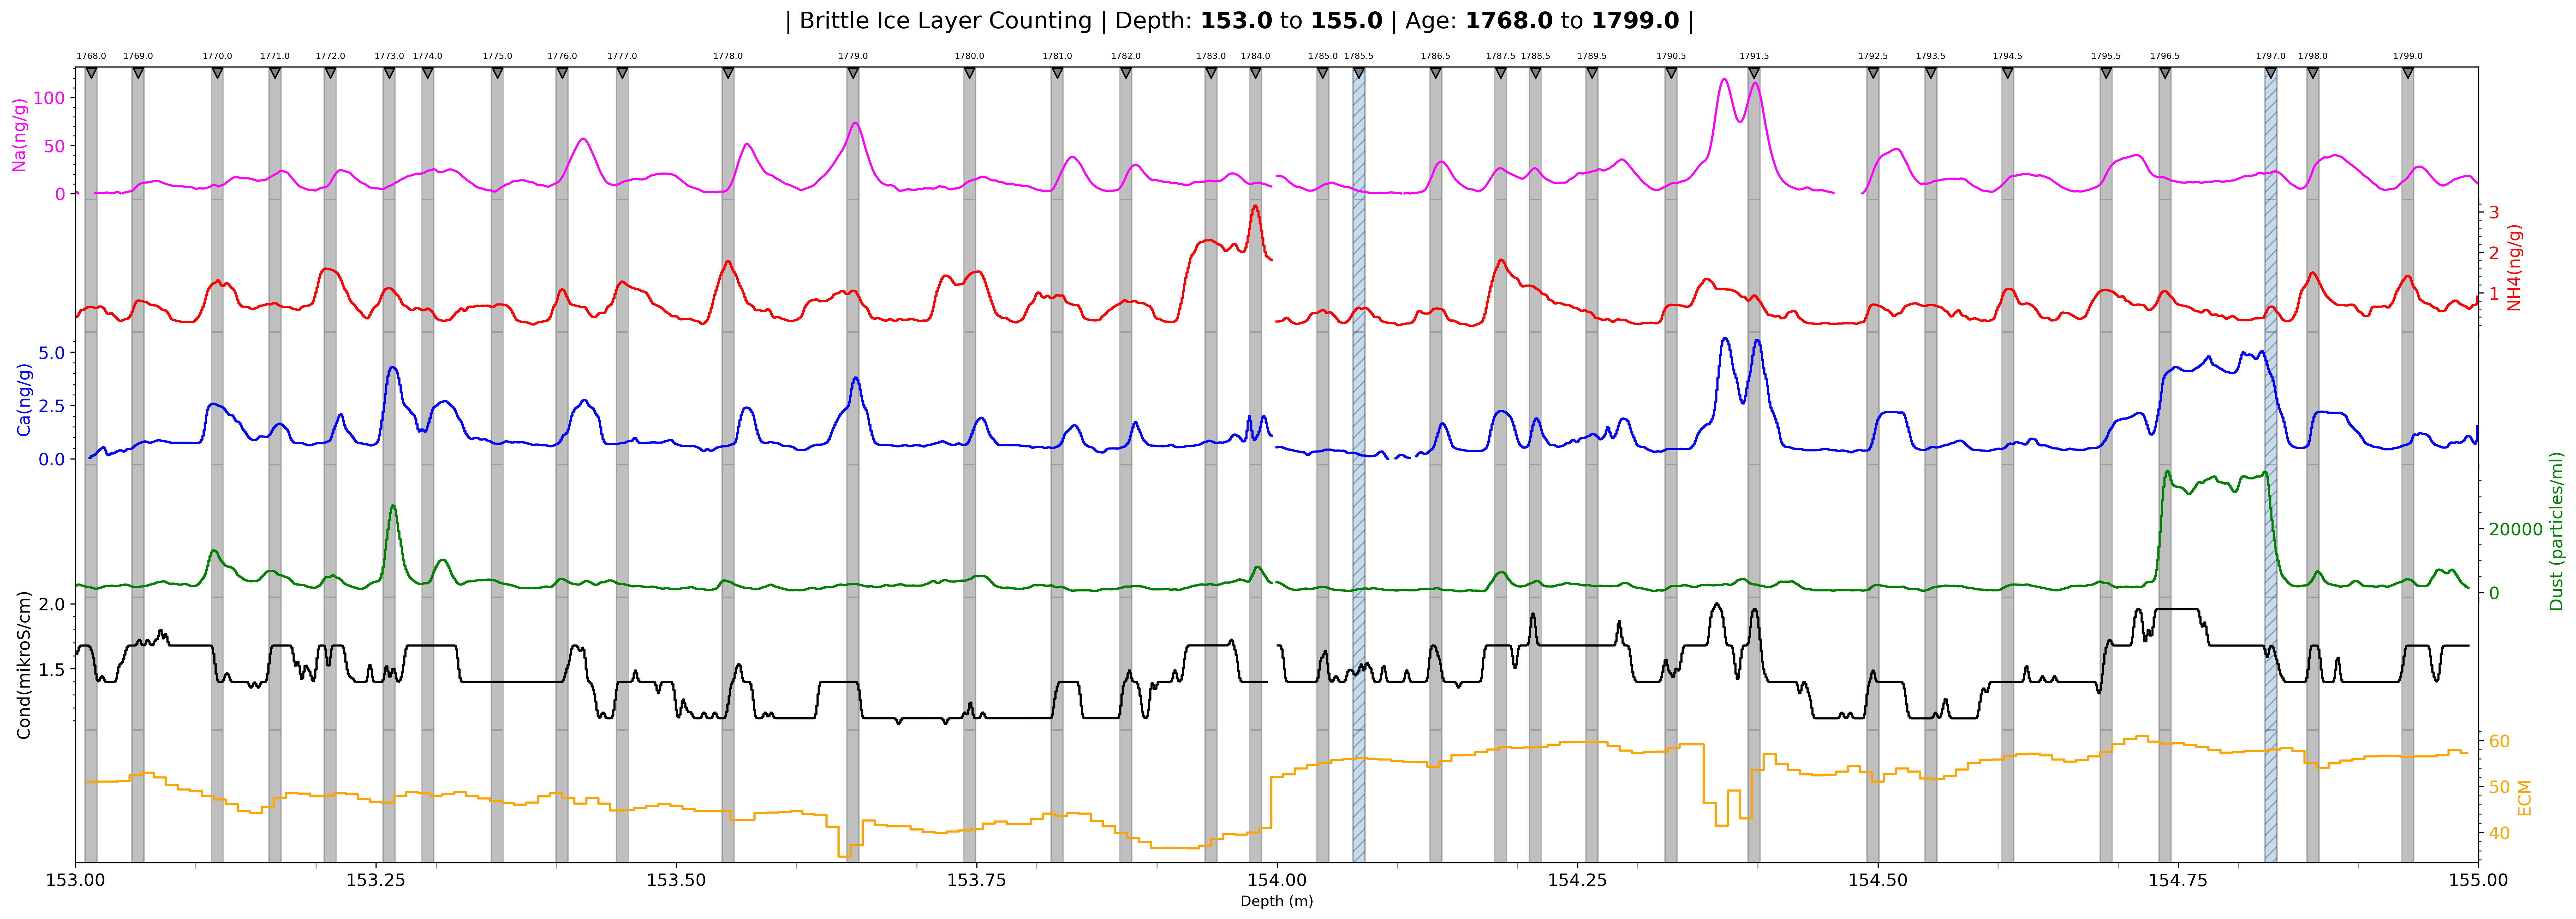 | Brittle Ice Layer Counting | Depth: 153.0 to 155.0 | Age: 1768.0 to 1799.0 |
1768.0 1769.0 1770.0 1771.0 1772.0 1773.0 1774.0 1775.0 1776.0 1777.0 1778.0 1779.0 1780.0 1781.0 1782.0 1783.0 1784.0 1785.0 1785.5 1786.5 1787.5 1788.5 1789.5 1790.5 1791.5 1792.5 1793.5 1794.5 1795.5 1796.5 1797.0 1798.0 1799.0
Na(ng/g)
100
50
0
NH4(ng/g)
3
2
1
Ca(ng/g)
5.0
2.5
0.0
Dust (particles/ml)
20000
0
Cond(mikroS/cm)
2.0
1.5
ECM
60
50
40
153.00 153.25 153.50 153.75 154.00 154.25 154.50 154.75 155.00
Depth (m)